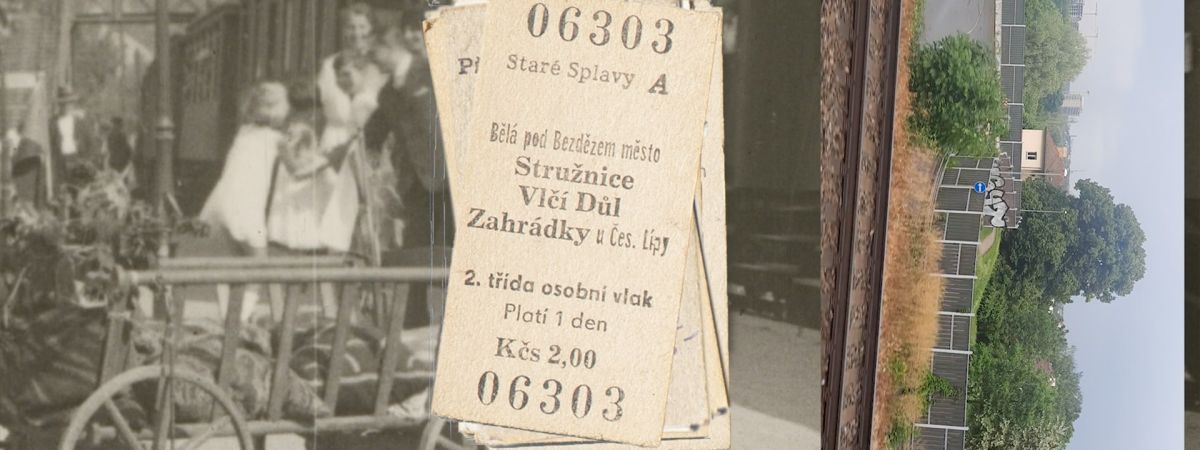 06303
Staré Splavy A
Bělá pod Bezdězem město
Stružnice
Vlčí Důl
Zahrádky u Čes. Lípy
2. třída osobní vlak
Platí 1 den
Kčs 2,00
06303